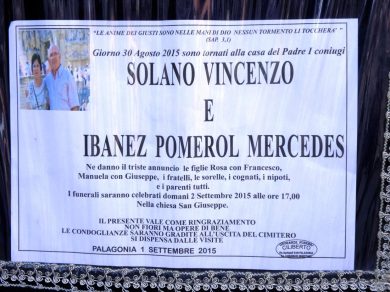 "LE ANIME DEI GIUSTI SONO NELLE MANI DI DIO NESSUN TORMENTO LI TOCCHERA' "
(SAP. 3,1)
Giorno 30 Agosto 2015 sono tornati alla casa del Padre I coniugi
SOLANO VINCENZO
E
IBANEZ POMEROL MERCEDES
Ne danno il triste annuncio le figlie Rosa con Francesco,
Manuela con Giuseppe, i fratelli, le sorelle, i cognati, i nipoti,
e i parenti tutti.
I funerali saranno celebrati domani 2 Settembre 2015 alle ore 17,00
Nella chiesa San Giuseppe.
IL PRESENTE VALE COME RINGRAZIAMENTO
NON FIORI MA OPERE DI BENE
LE CONDOGLIANZE SARANNO GRADITE ALL'USCITA DEL CIMITERO
SI DISPENSA DALLE VISITE
PALAGONIA 1 SETTEMBRE 2015
CILIBERTO